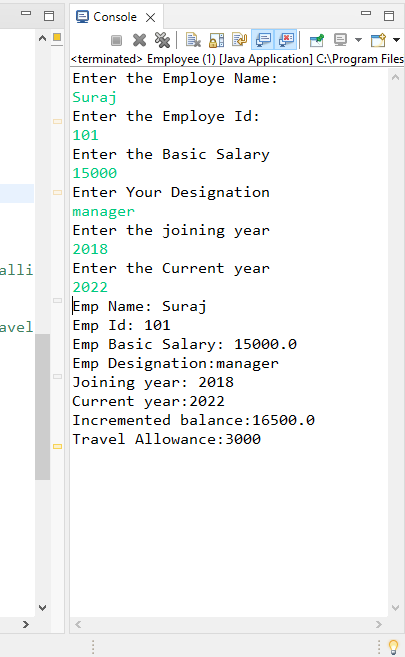 Console
<terminated> Employee (1) [Java Application] C:\Program Files
Enter the Employe Name:
Suraj
Enter the Employe Id:
101
Enter the Basic Salary
15000
Enter Your Designation
manager
Enter the joining year
2018
Enter the Current year
2022
Emp Name: Suraj
Emp Id: 101
Emp Basic Salary: 15000.0
Emp Designation:manager
Joining year: 2018
Current year:2022
Incremented balance:16500.0
Travel Allowance:3000
alli
avel